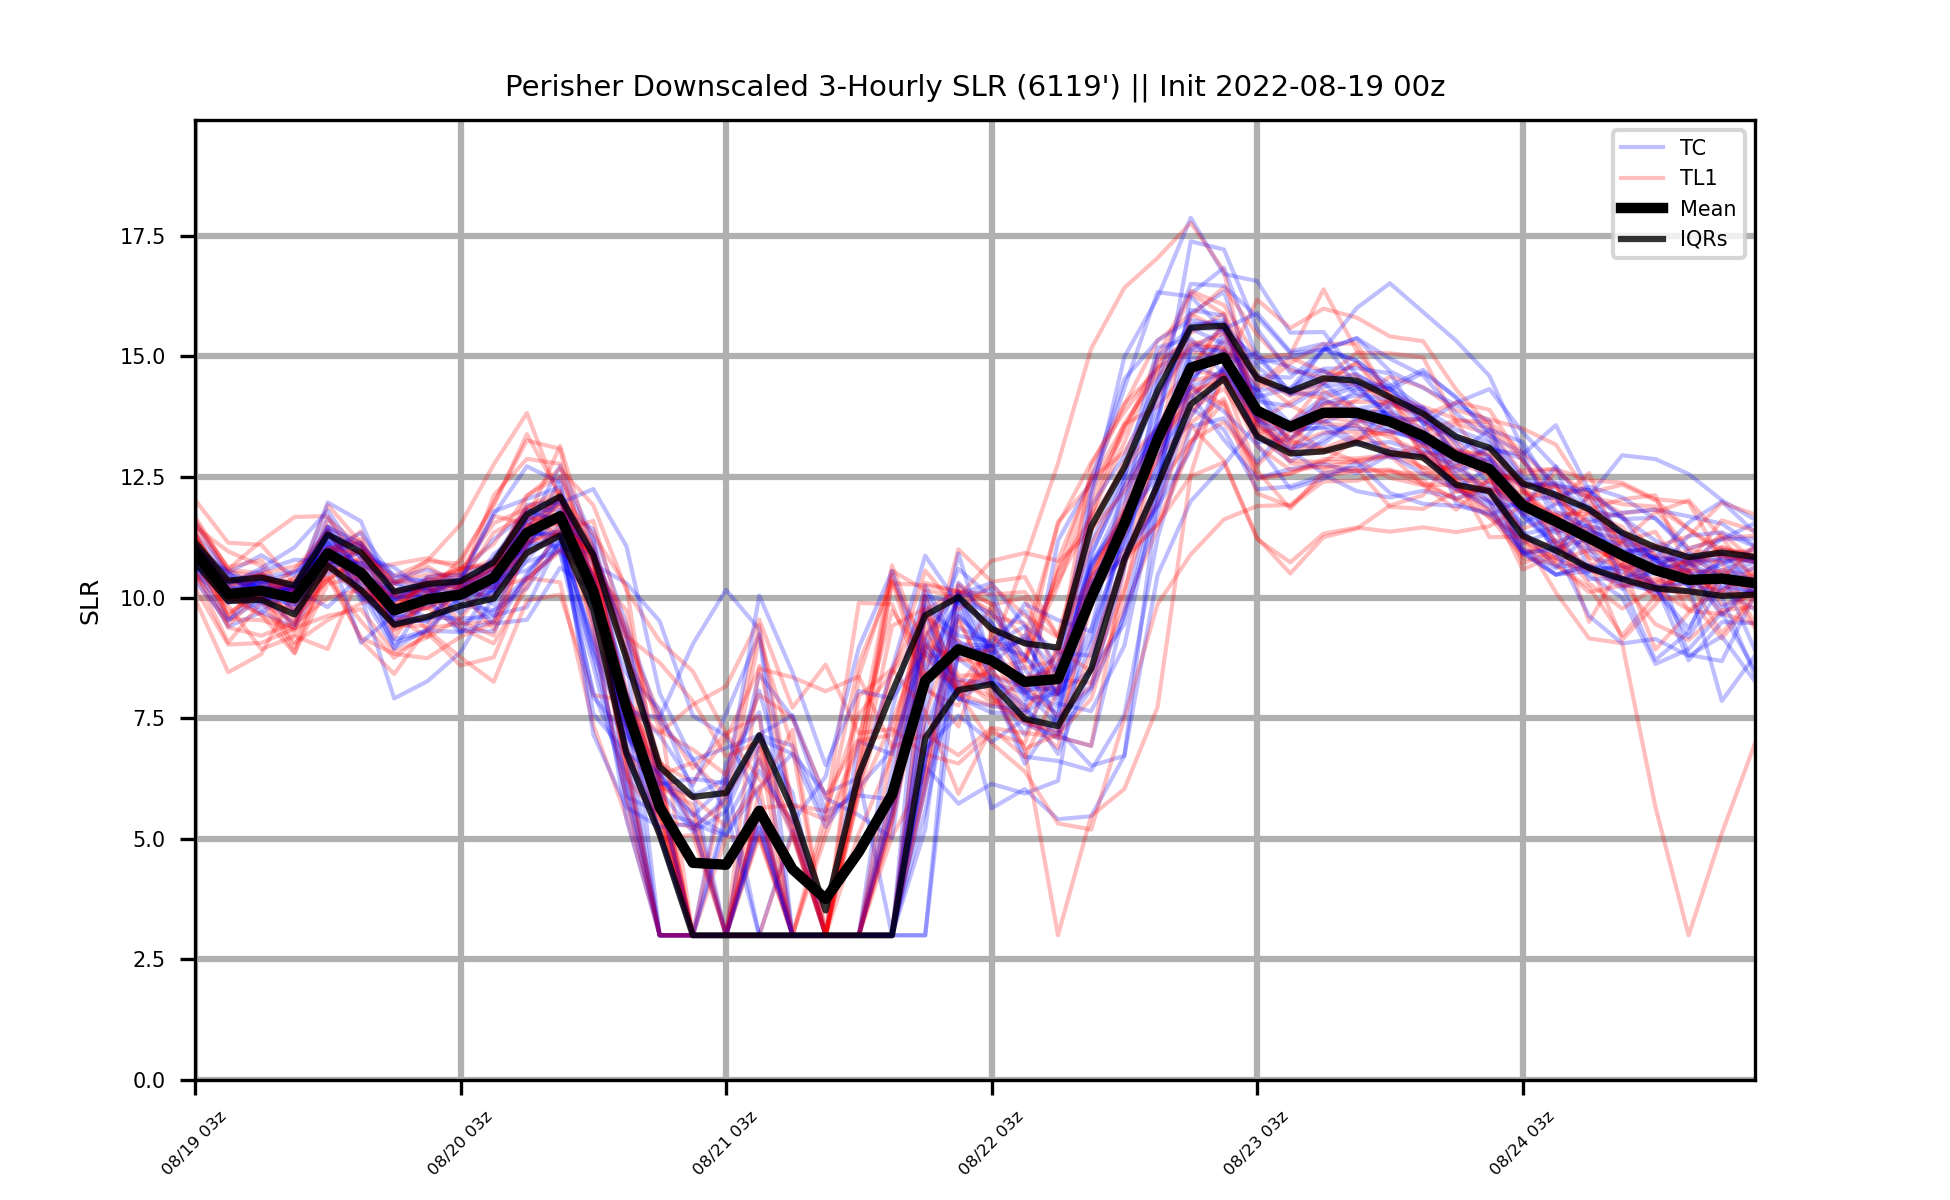 Perisher Downscaled 3-Hourly SLR (6119') || Init 2022-08-19 00z
TC
TL1
Mean
IQRs
17.5
15.0
12.5
10.0
7.5
5.0
2.5
0.0
SLR
08/19 03z
08/20 03z
08/21 03z
08/22 03z
08/23 03z
08/24 03z